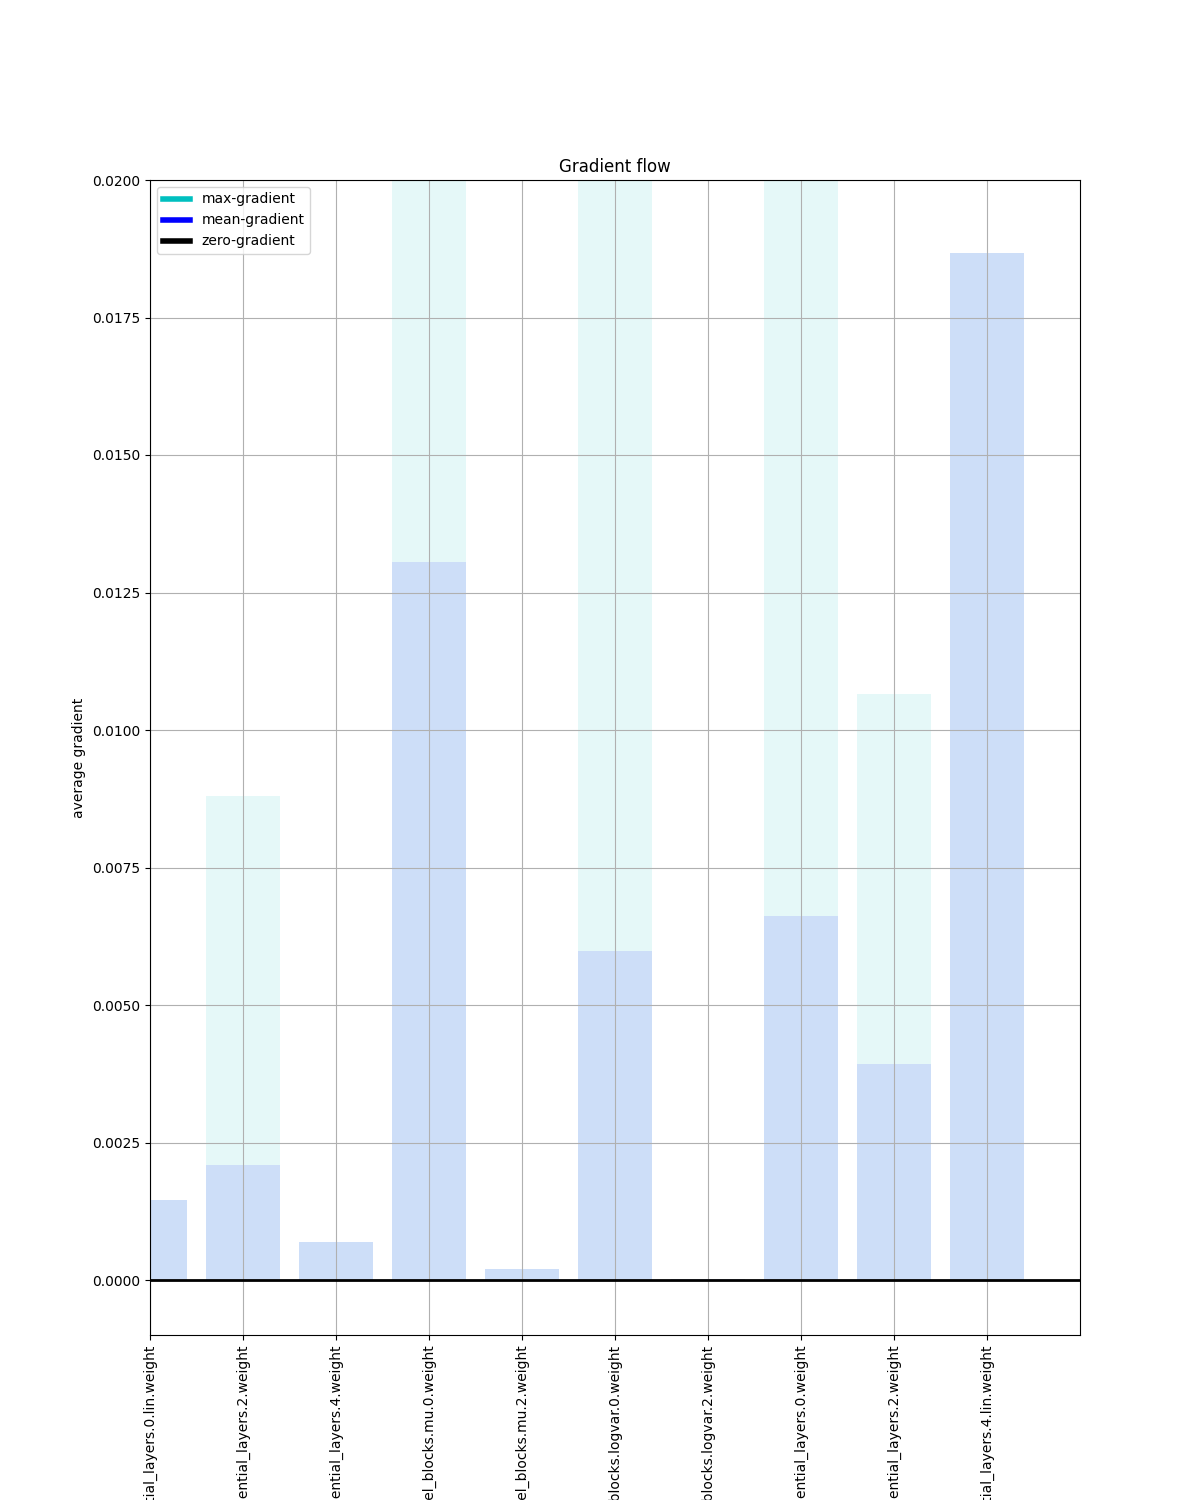 Gradient flow
max-gradient
mean-gradient
zero-gradient
0.0200
0.0175
0.0150
0.0125
0.0100
0.0075
0.0050
0.0025
0.0000
average gradient
tial_layers.0.lin.weight
ential_layers.2.weight
ential_layers.4.weight
el_blocks.mu.0.weight
el_blocks.mu.2.weight
blocks.logvar.0.weight
blocks.logvar.2.weight
ential_layers.0.weight
ential_layers.2.weight
tial_layers.4.lin.weight